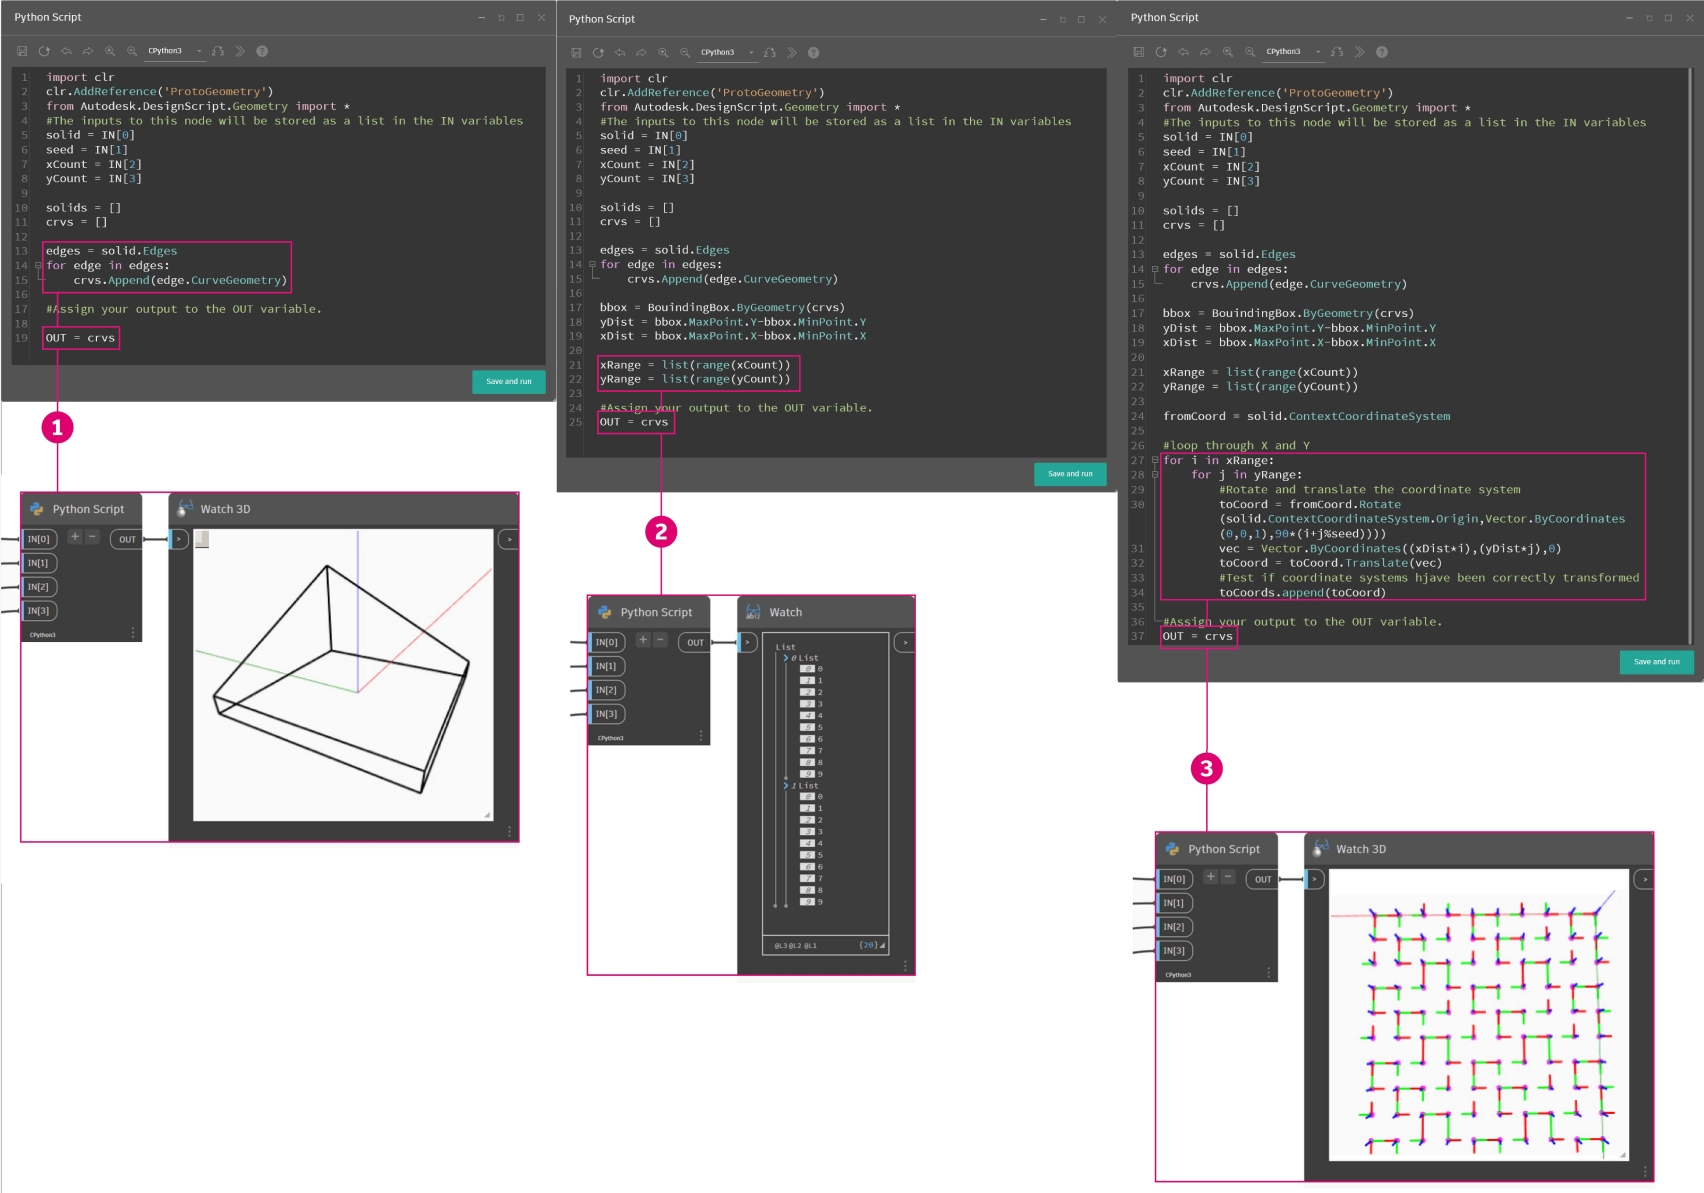 Python Script
CPython3
1 import clr
2 clr.AddReference('ProtoGeometry')
3 from Autodesk.DesignScript.Geometry import *
4 #The inputs to this node will be stored as a list in the IN variables
5 solid = IN[0]
6 seed = IN[1]
7 xCount = IN[2]
8 yCount = IN[3]
9
10 solids = []
11 crvs = []
12
13 edges = solid.Edges
14 for edge in edges:
15 crvs.Append(edge.CurveGeometry)
16
17 #Assign your output to the OUT variable.
18
19 OUT = crvs
Save and run
1
Python Script
IN[0]
+ -
OUT
IN[1]
IN[2]
IN[3]
CPython3
Watch 3D
>
>
Python Script
CPython3
1 import clr
2 clr.AddReference('ProtoGeometry')
3 from Autodesk.DesignScript.Geometry import *
4 #The inputs to this node will be stored as a list in the IN variables
5 solid = IN[0]
6 seed = IN[1]
7 xCount = IN[2]
8 yCount = IN[3]
9
10 solids = []
11 crvs = []
12
13 edges = solid.Edges
14 for edge in edges:
15 crvs.Append(edge.CurveGeometry)
16
17 bbox = BouindingBox.ByGeometry(crvs)
18 yDist = bbox.MaxPoint.Y-bbox.MinPoint.Y
19 xDist = bbox.MaxPoint.X-bbox.MinPoint.X
20
21 xRange = list(range(xCount))
22 yRange = list(range(yCount))
23
24 #Assign your output to the OUT variable.
25 OUT = crvs
Save and run
2
Python Script
IN[0]
+ -
OUT
IN[1]
IN[2]
IN[3]
CPython3
Watch
>
>
List
0 List
0 0
1 1
2 2
3 3
4 4
5 5
6 6
7 7
8 8
9 9
1 List
0 0
1 1
2 2
3 3
4 4
5 5
6 6
7 7
8 8
9 9
@L3 @L2 @L1 {20}
Python Script
CPython3
1 import clr
2 clr.AddReference('ProtoGeometry')
3 from Autodesk.DesignScript.Geometry import *
4 #The inputs to this node will be stored as a list in the IN variables
5 solid = IN[0]
6 seed = IN[1]
7 xCount = IN[2]
8 yCount = IN[3]
9
10 solids = []
11 crvs = []
12
13 edges = solid.Edges
14 for edge in edges:
15 crvs.Append(edge.CurveGeometry)
16
17 bbox = BouindingBox.ByGeometry(crvs)
18 yDist = bbox.MaxPoint.Y-bbox.MinPoint.Y
19 xDist = bbox.MaxPoint.X-bbox.MinPoint.X
20
21 xRange = list(range(xCount))
22 yRange = list(range(yCount))
23
24 fromCoord = solid.ContextCoordinateSystem
25
26 #loop through X and Y
27 for i in xRange:
28 for j in yRange:
29 #Rotate and translate the coordinate system
30 toCoord = fromCoord.Rotate
(solid.ContextCoordinateSystem.Origin,Vector.ByCoordinates
(0,0,1),90*(i+j%seed))))
31 vec = Vector.ByCoordinates((xDist*i),(yDist*j),0)
32 toCoord = toCoord.Translate(vec)
33 #Test if coordinate systems hjave been correctly transformed
34 toCoords.append(toCoord)
35
36 #Assign your output to the OUT variable.
37 OUT = crvs
Save and run
3
Python Script
IN[0]
+ -
OUT
IN[1]
IN[2]
IN[3]
CPython3
Watch 3D
>
>